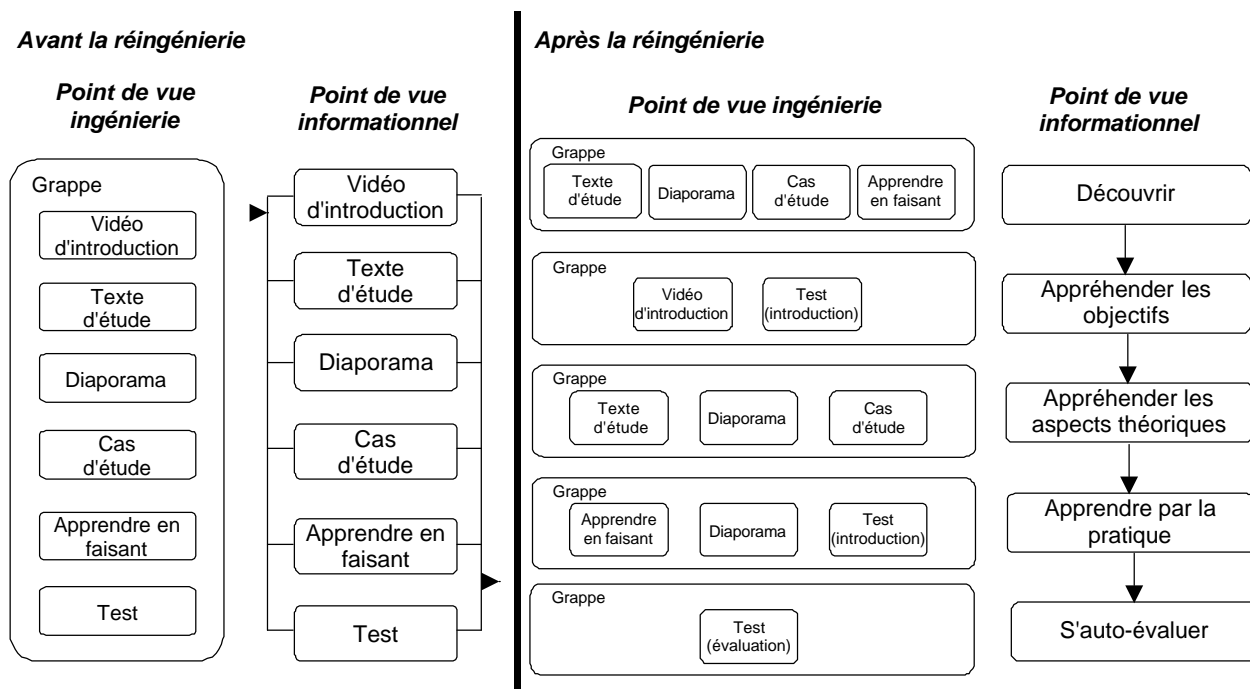 Avant la réingénierie
Point de vue
ingénierie
Point de vue
informationnel
Grappe
Vidéo
d'introduction
Texte
d'étude
Diaporama
Cas
d'étude
Apprendre en
faisant
Test
Vidéo
d'introduction
Texte
d'étude
Diaporama
Cas
d'étude
Apprendre en
faisant
Test
Après la réingénierie
Point de vue ingénierie
Point de vue
informationnel
Grappe
Texte
d'étude
Diaporama
Cas
d'étude
Apprendre
en faisant
Grappe
Vidéo
d'introduction
Test
(introduction)
Grappe
Texte
d'étude
Diaporama
Cas
d'étude
Grappe
Apprendre
en faisant
Diaporama
Test
(introduction)
Grappe
Test
(évaluation)
Découvrir
Appréhender les
objectifs
Appréhender les
aspects théoriques
Apprendre par la
pratique
S'auto-évaluer